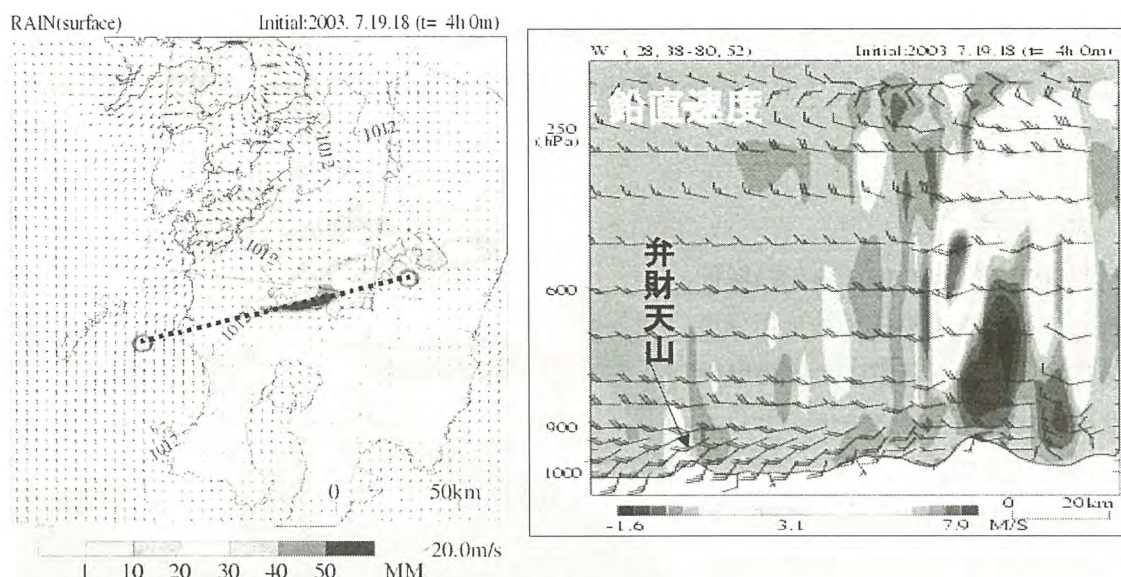 RAIN(surface) Initial:2003. 7.19.18 (t= 4h 0m)
1012
1012
1012
1012
1012
0 50km
20.0m/s
1 10 20 30 40 50 MM
W ( 28, 38-80, 52) Initial:2003 7.19.18 (t= 4h 0m)
鉛直速度
250
(hPa)
弁財天山
600
900
1000
0 20km
-1.6 3.1 7.9 M/S